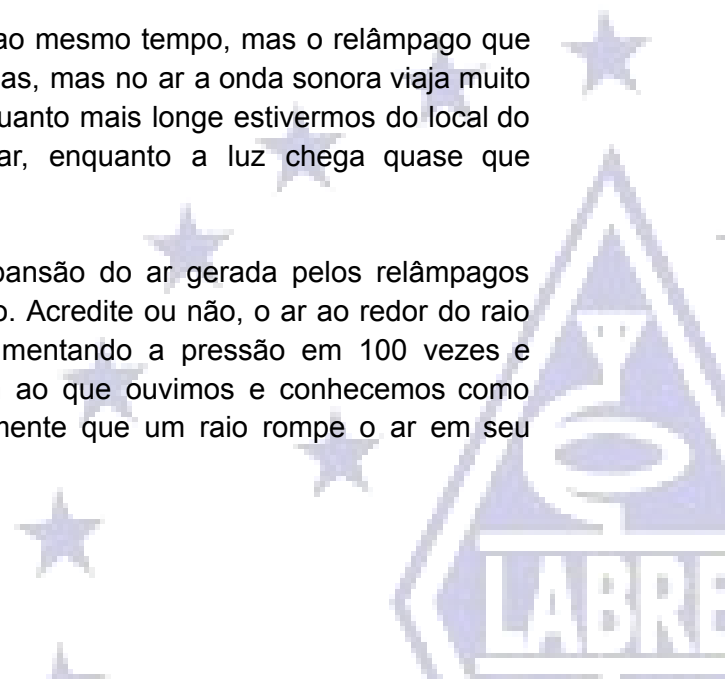 ao mesmo tempo, mas o relâmpago que
as, mas no ar a onda sonora viaja muito
uanto mais longe estivermos do local do
ar, enquanto a luz chega quase que
pansão do ar gerada pelos relâmpagos
o. Acredite ou não, o ar ao redor do raio
umentando a pressão em 100 vezes e
ao que ouvimos e conhecemos como
mente que um raio rompe o ar em seu
LABRE